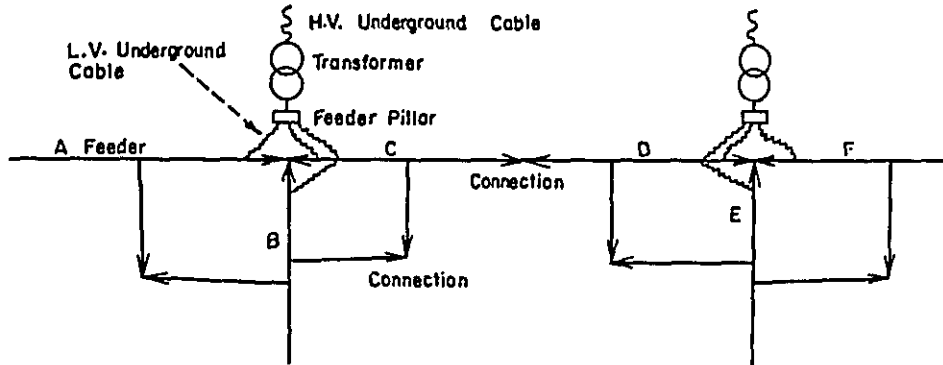 H.V. Underground Cable
L.V. Underground
Cable
Transformer
Feeder Pillar
A Feeder
C
D
F
Connection
B
E
Connection